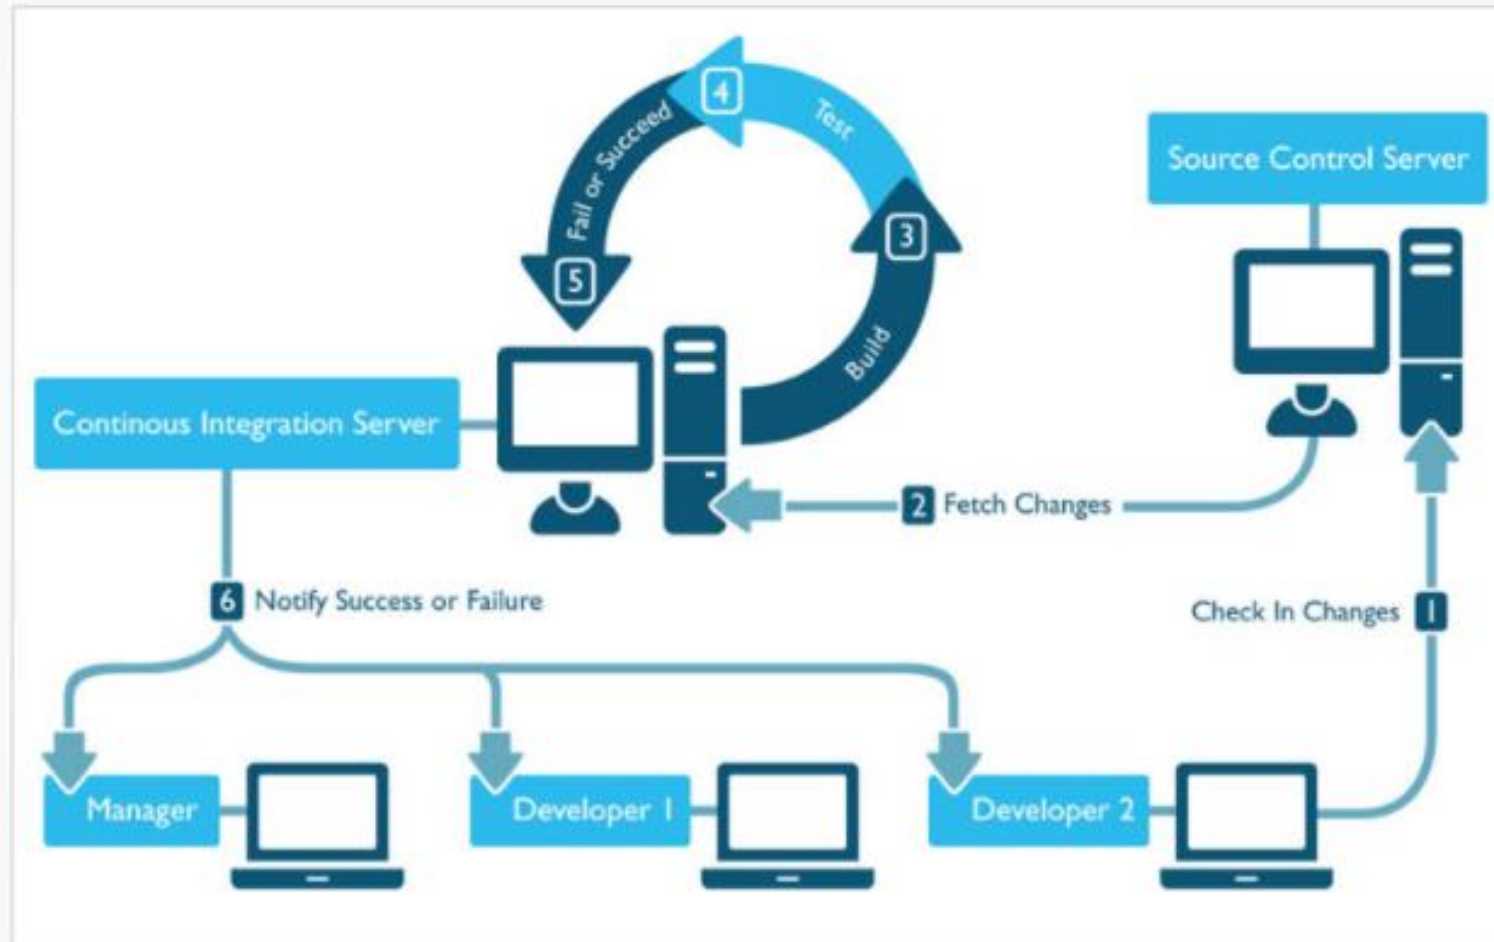 4
Test
Fail or Succeed
Source Control Server
3
5
Build
Continous Integration Server
2 Fetch Changes
6 Notify Success or Failure
Check In Changes 1
Manager
Developer 1
Developer 2